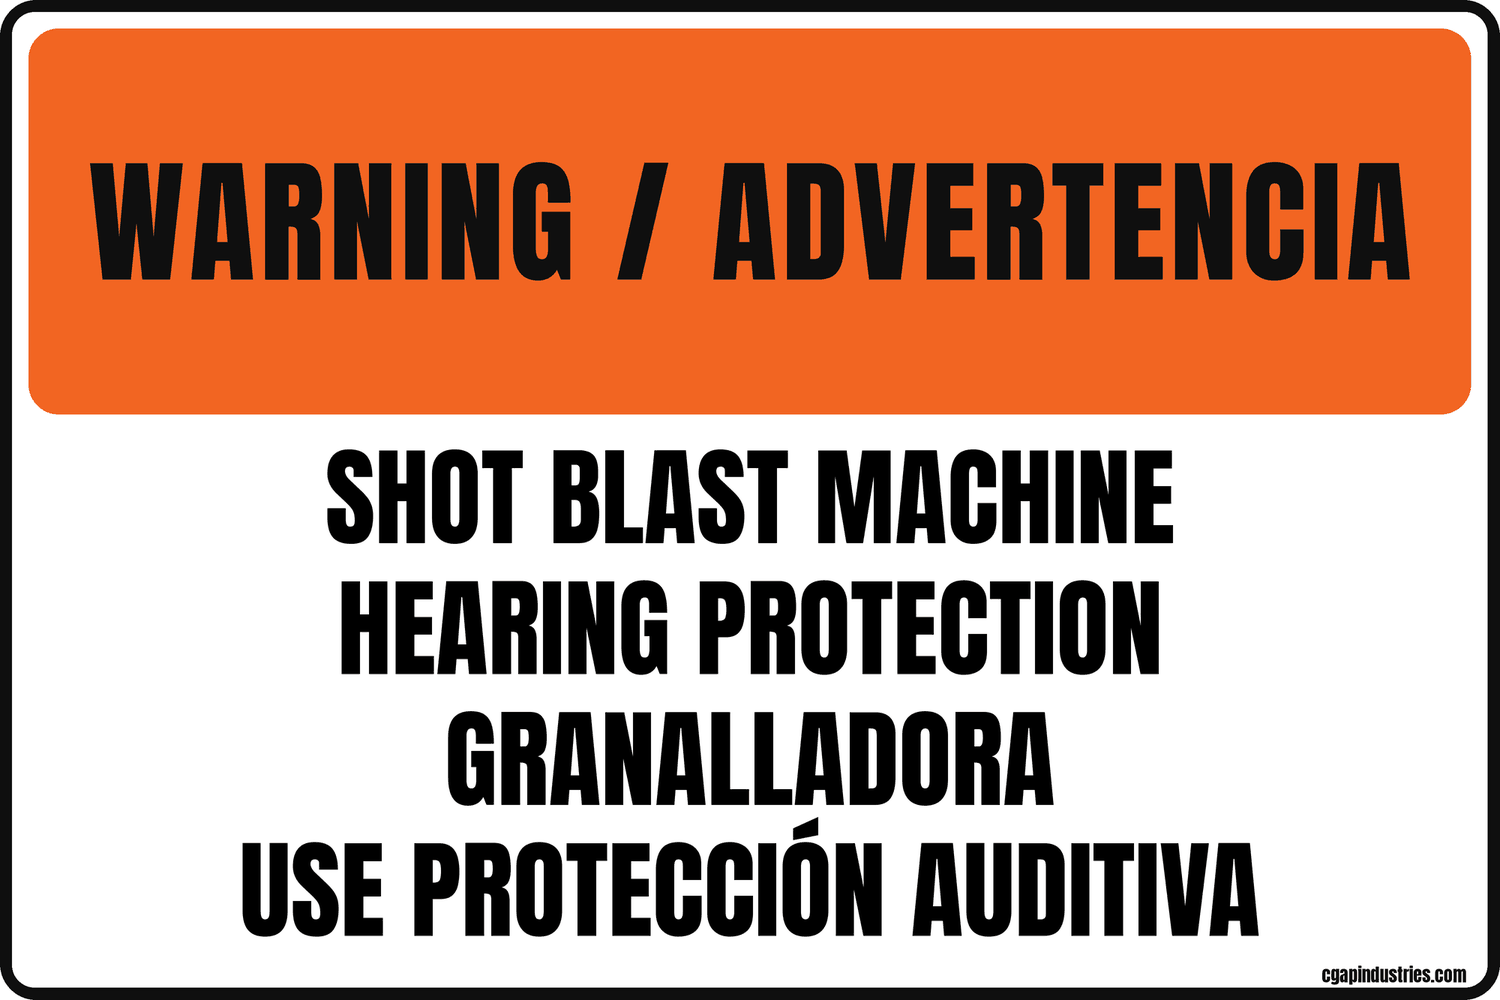 WARNING / ADVERTENCIA
SHOT BLAST MACHINE
HEARING PROTECTION
GRANALLADORA
USE PROTECCIÓN AUDITIVA
cgapindustries.com